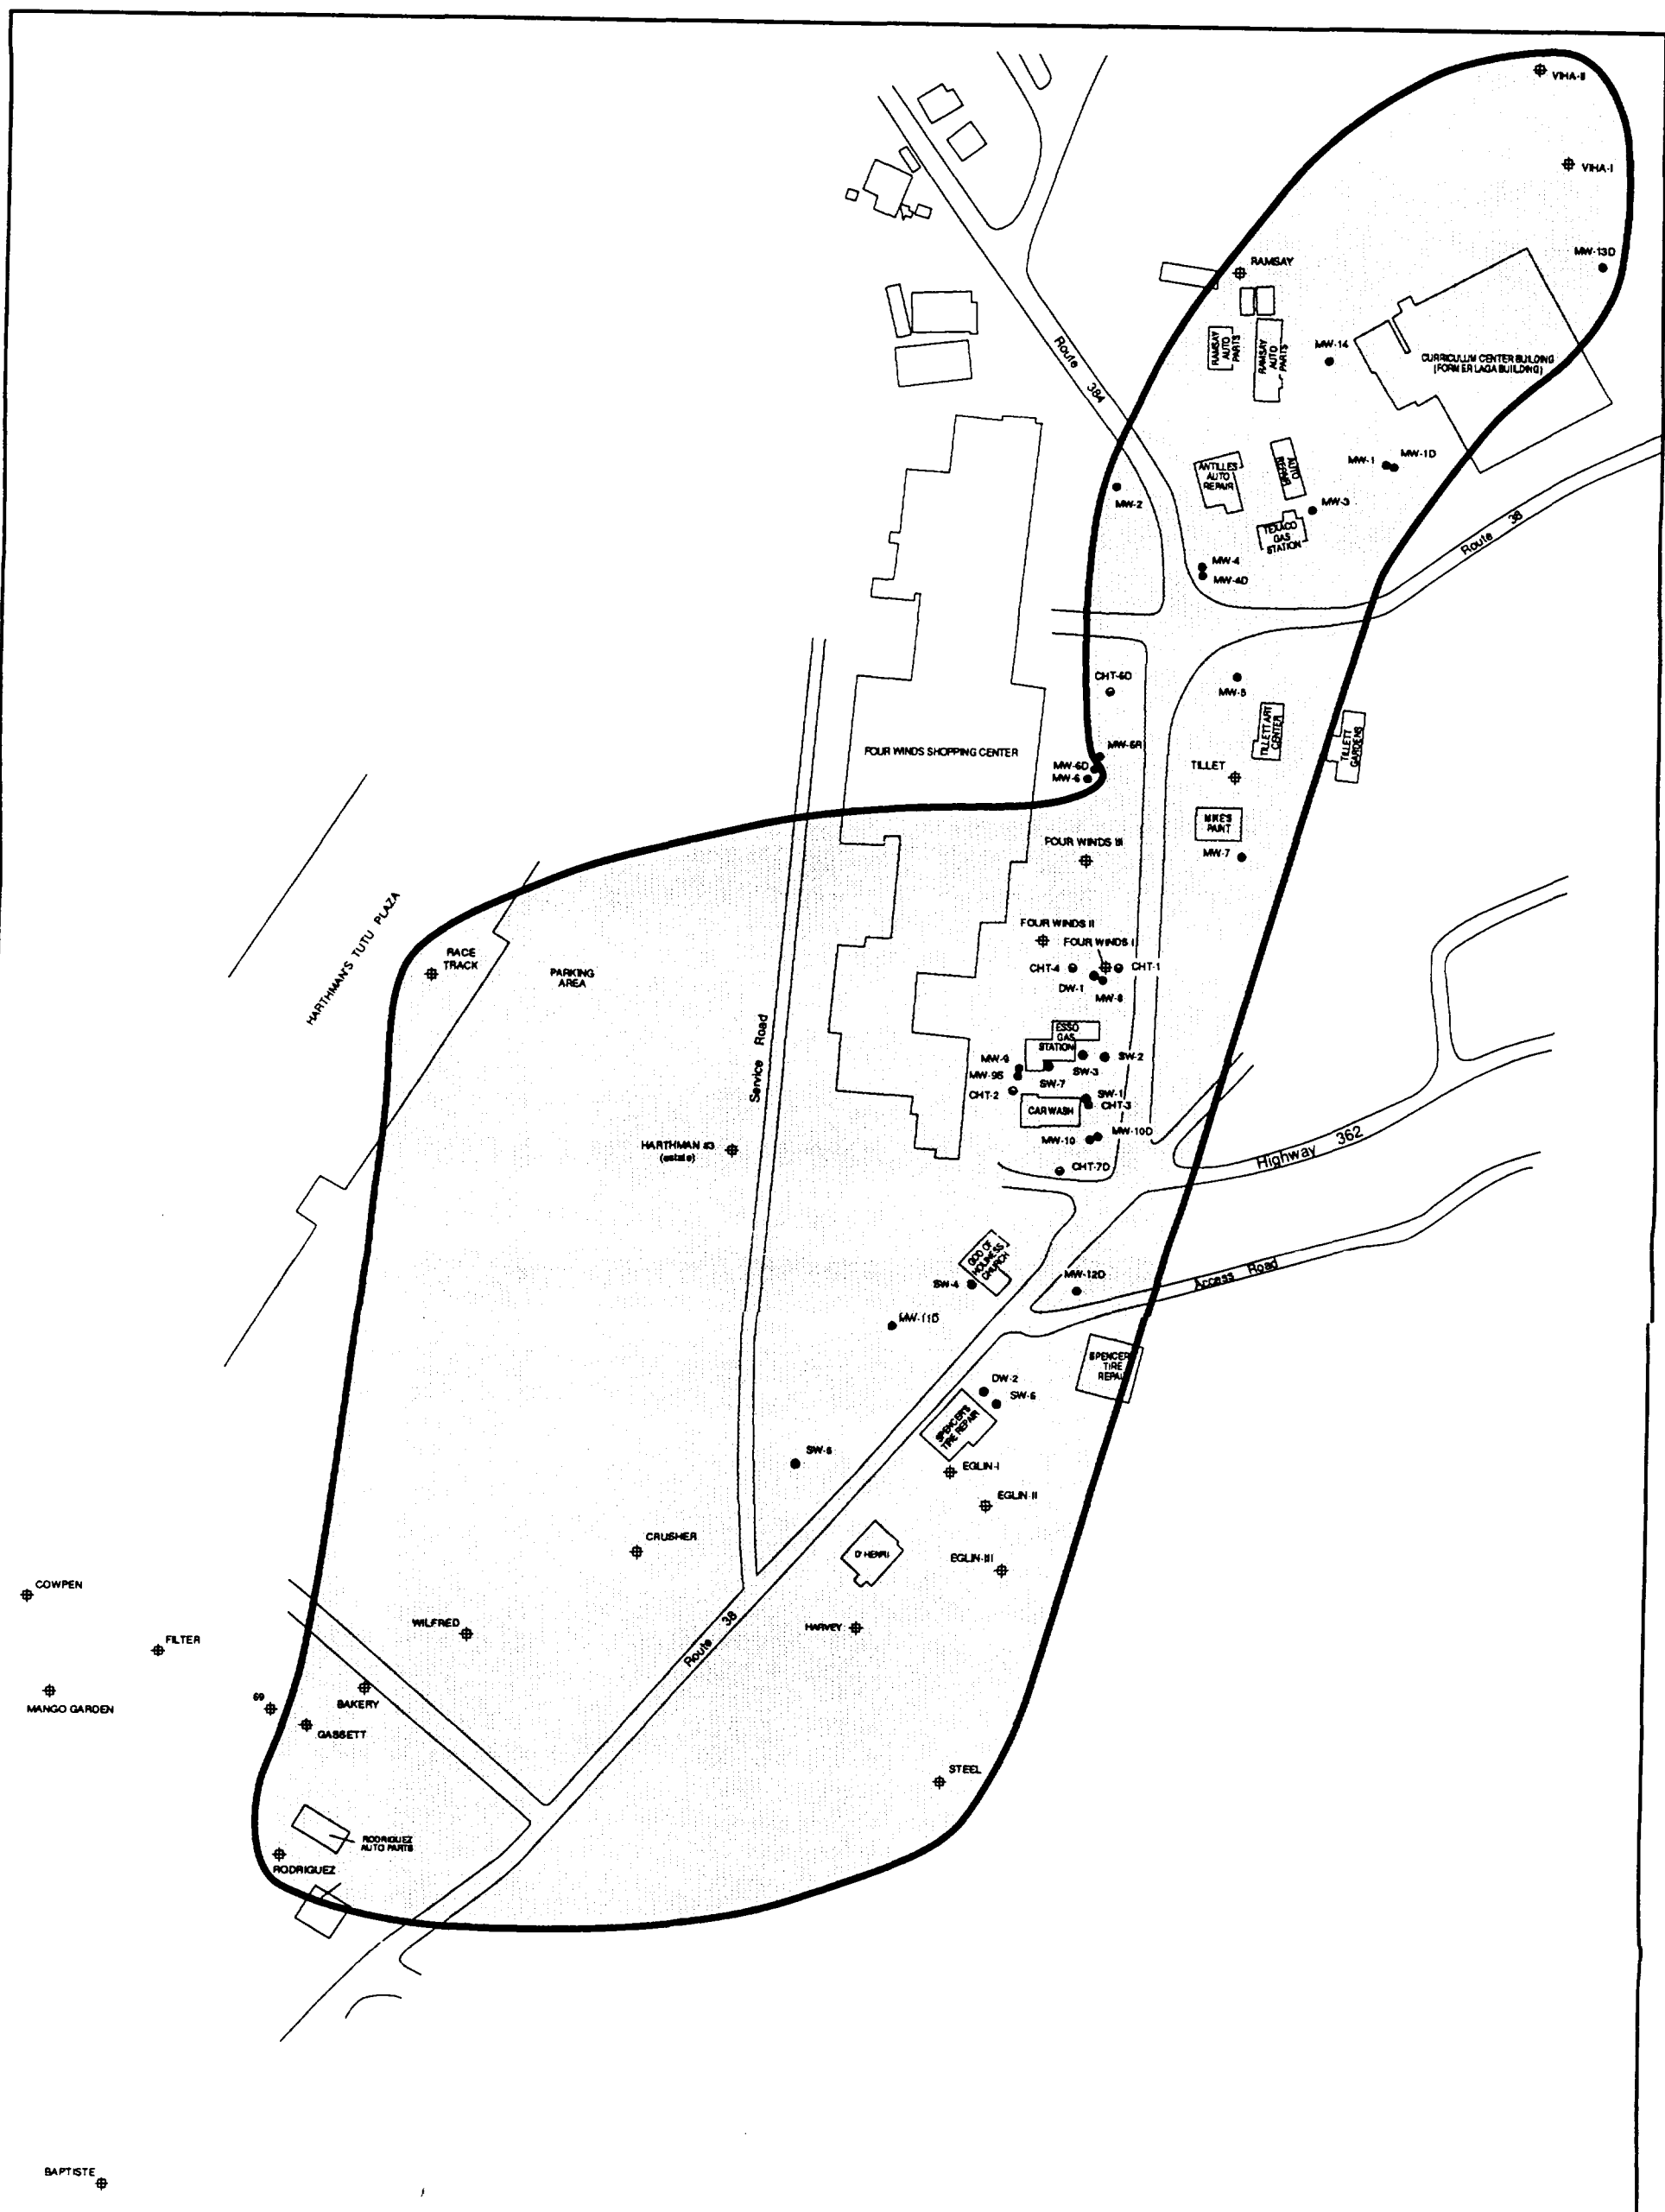 VIHA-II
VIHA-I
MW-13D
RAMSAY
RAMSAY
AUTO
PARTS
RAMSAY
AUTO
PARTS
MW-14
CURRICULUM CENTER BUILDING
(FORMER LAGA BUILDING)
Route 384
ANTILLES
AUTO
REPAIR
AUTO
REPAIR
MW-1
MW-1D
MW-2
MW-3
TEXACO
GAS
STATION
Route 38
MW-4
MW-4D
CHT-6D
MW-5
TILLETT ART
CENTER
TILLETT
GARDENS
FOUR WINDS SHOPPING CENTER
MW-6R
MW-6D
MW-6
TILLET
MIKE'S
PAINT
MW-7
FOUR WINDS III
HARTHMAN'S TUTU PLAZA
RACE
TRACK
PARKING
AREA
FOUR WINDS II
FOUR WINDS I
CHT-4
CHT-1
DW-1
MW-8
Service Road
ESSO
GAS
STATION
SW-2
MW-9
MW-9S
SW-3
SW-7
CHT-2
SW-1
CHT-3
CAR WASH
MW-10
MW-10D
HARTHMAN #3
(estate)
CHT-7D
Highway 362
GOD OF
HOLINESS
CHURCH
SW-4
MW-12D
Access Road
MW-11D
SPENCER
TIRE
REPAI
DW-2
SW-5
SPENCER'S
TIRE REPAIR
SW-6
EGLIN-I
EGLIN-II
CRUSHER
D' HENRI
EGLIN-III
COWPEN
WILFRED
HARVEY
Route 38
FILTER
MANGO GARDEN
69
BAKERY
GASSETT
STEEL
RODRIGUEZ
AUTO PARTS
RODRIGUEZ
BAPTISTE